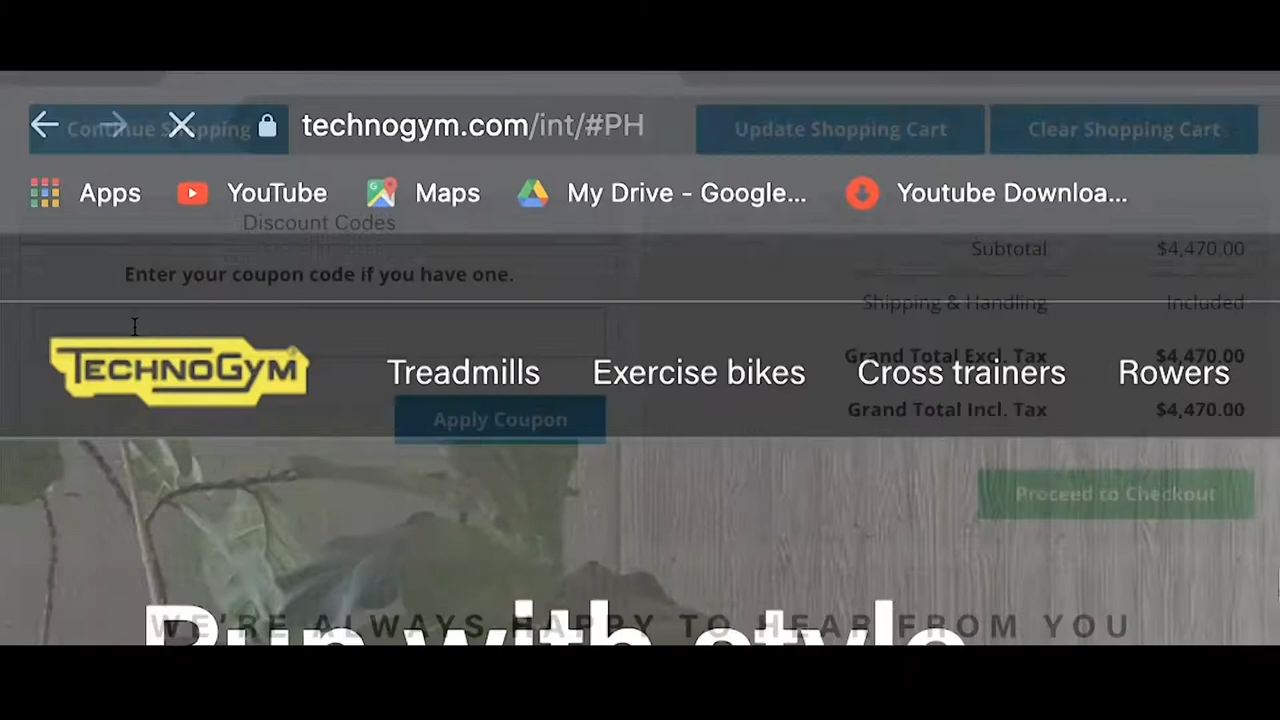 technogym.com/int/#PH
Continue Shopping
Update Shopping Cart
Clear Shopping Cart
Apps
YouTube
Maps
My Drive - Google...
Youtube Downloa...
Discount Codes
Subtotal $4,470.00
Enter your coupon code if you have one.
Shipping & Handling Included
TECHNOGYM®
Treadmills
Exercise bikes
Cross trainers
Rowers
Grand Total Excl. Tax $4,470.00
Grand Total Incl. Tax $4,470.00
Apply Coupon
Proceed to Checkout
Run with style
WE'RE ALWAYS HAPPY TO HEAR FROM YOU